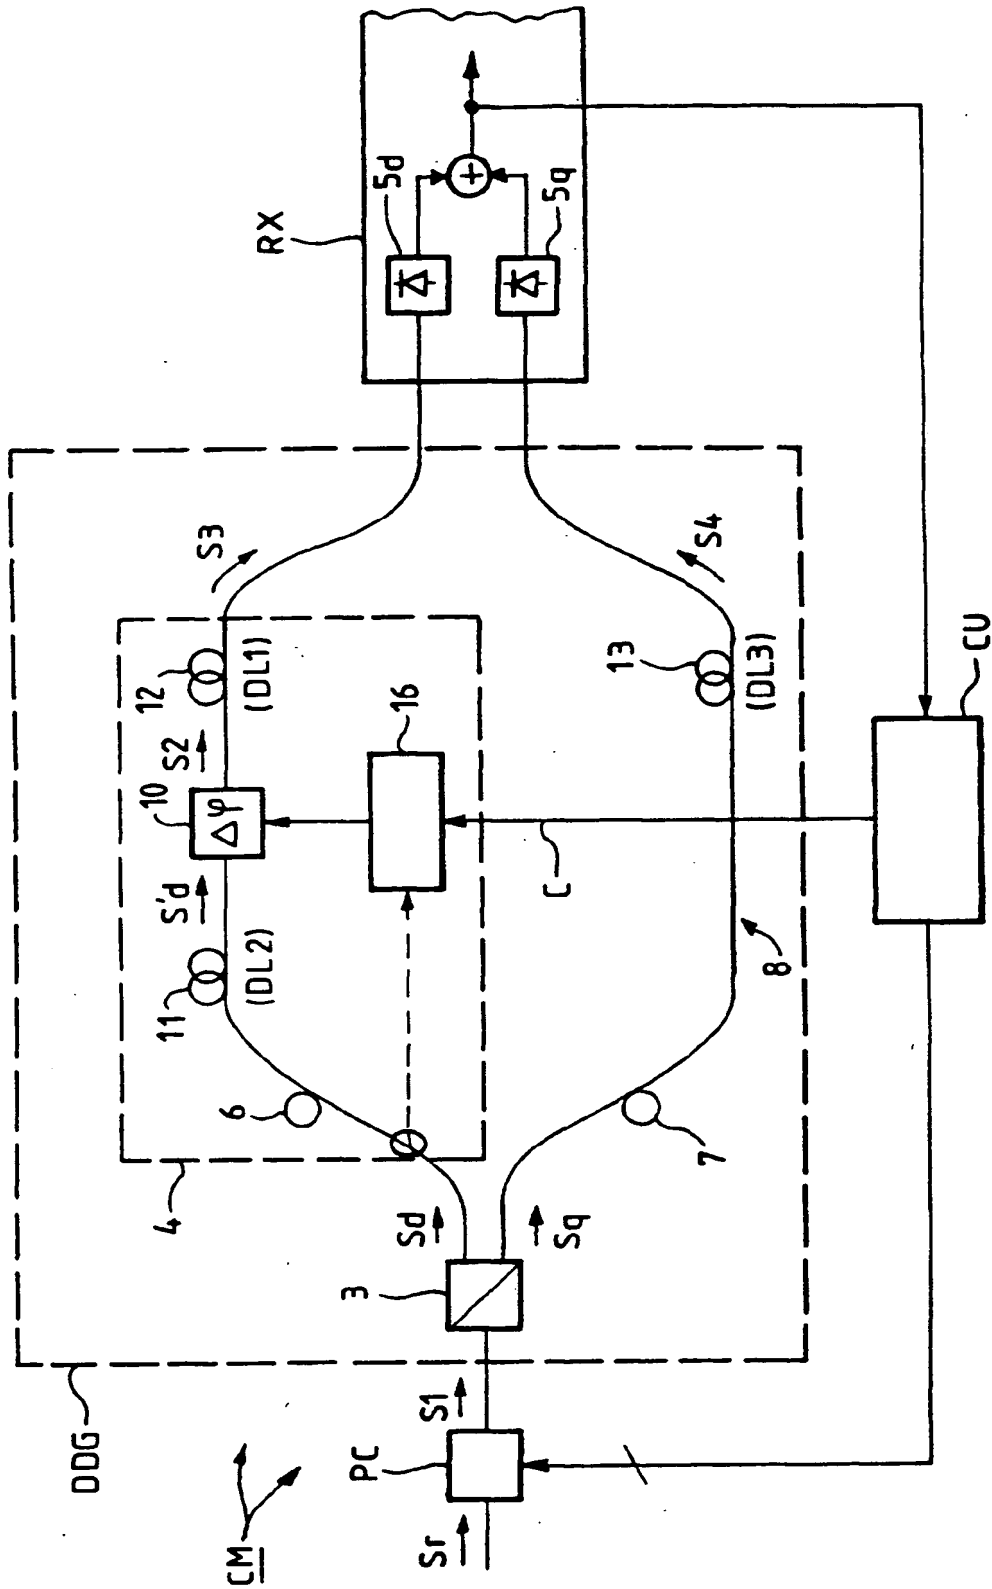 CM
DDG
Sr
PC
S1
3
Sd
Sq
4
6
7
11
(DL2)
S'd
10
Δφ
S2
12
(DL1)
16
C
8
13
(DL3)
S3
S4
RX
5d
5q
+
CU